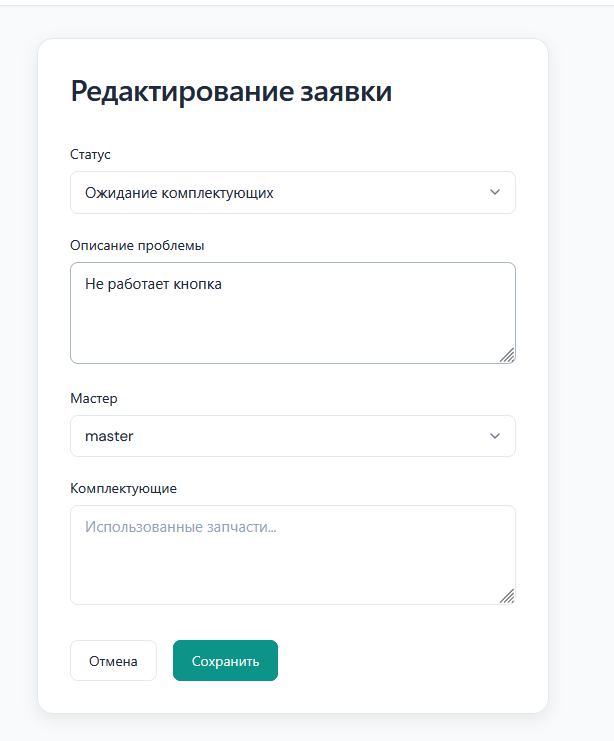 Редактирование заявки
Статус
Ожидание комплектующих
Описание проблемы
Не работает кнопка
Мастер
master
Комплектующие
Использованные запчасти...
Отмена
Сохранить